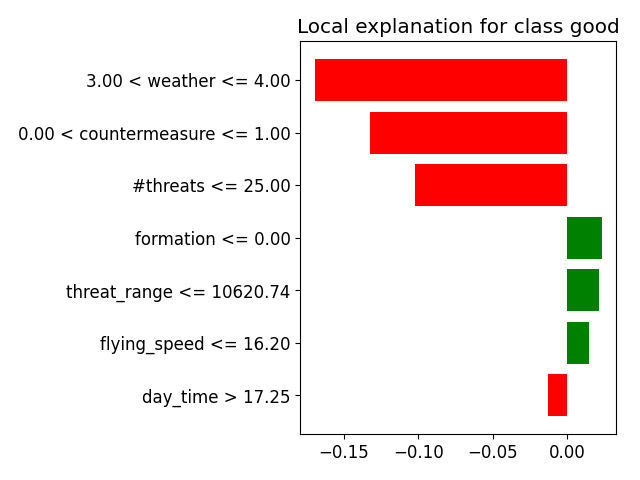 Local explanation for class good
3.00 < weather <= 4.00
0.00 < countermeasure <= 1.00
#threats <= 25.00
formation <= 0.00
threat_range <= 10620.74
flying_speed <= 16.20
day_time > 17.25
−0.15 −0.10 −0.05 0.00